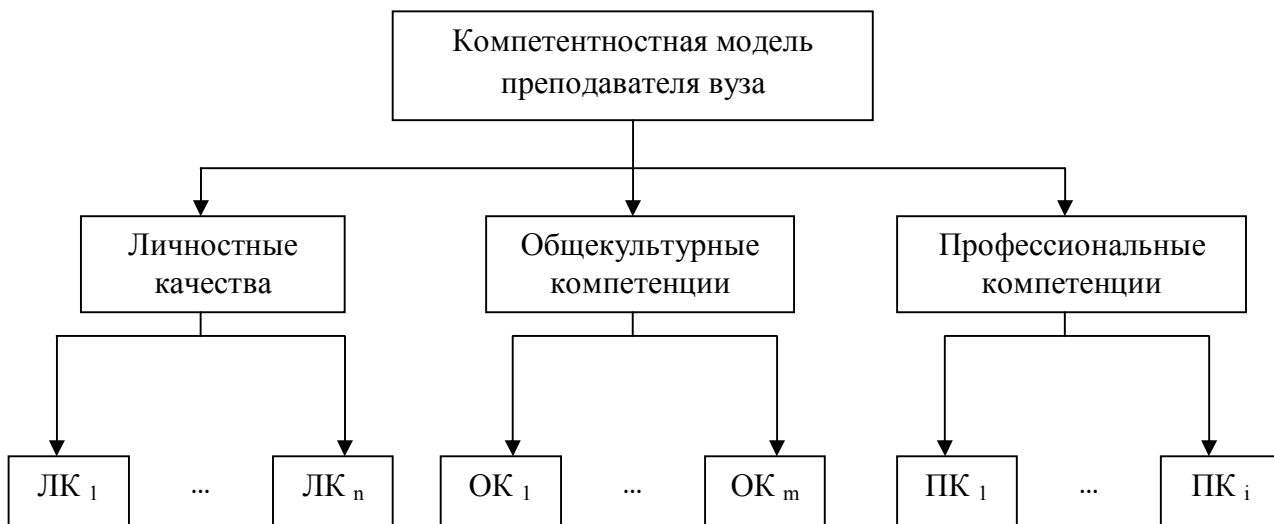 Компетентностная модель
преподавателя вуза
Личностные
качества
Общекультурные
компетенции
Профессиональные
компетенции
ЛК 1 ... ЛК n ОК 1 ... ОК m ПК 1 ... ПК i